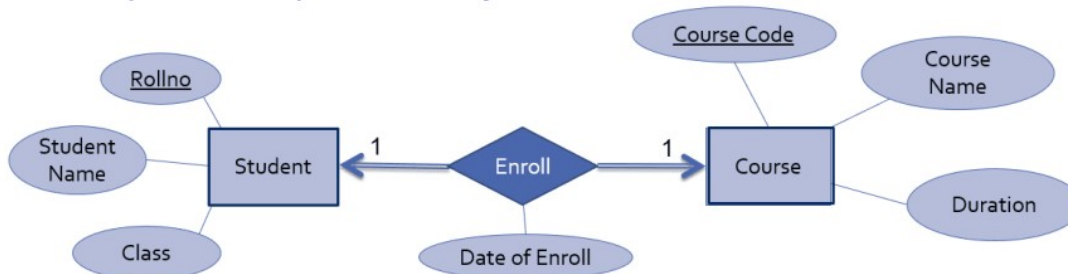 Course Code
Course
Name
Rollno
Student
Name
Student
1
Enroll
1
Course
Duration
Class
Date of Enroll